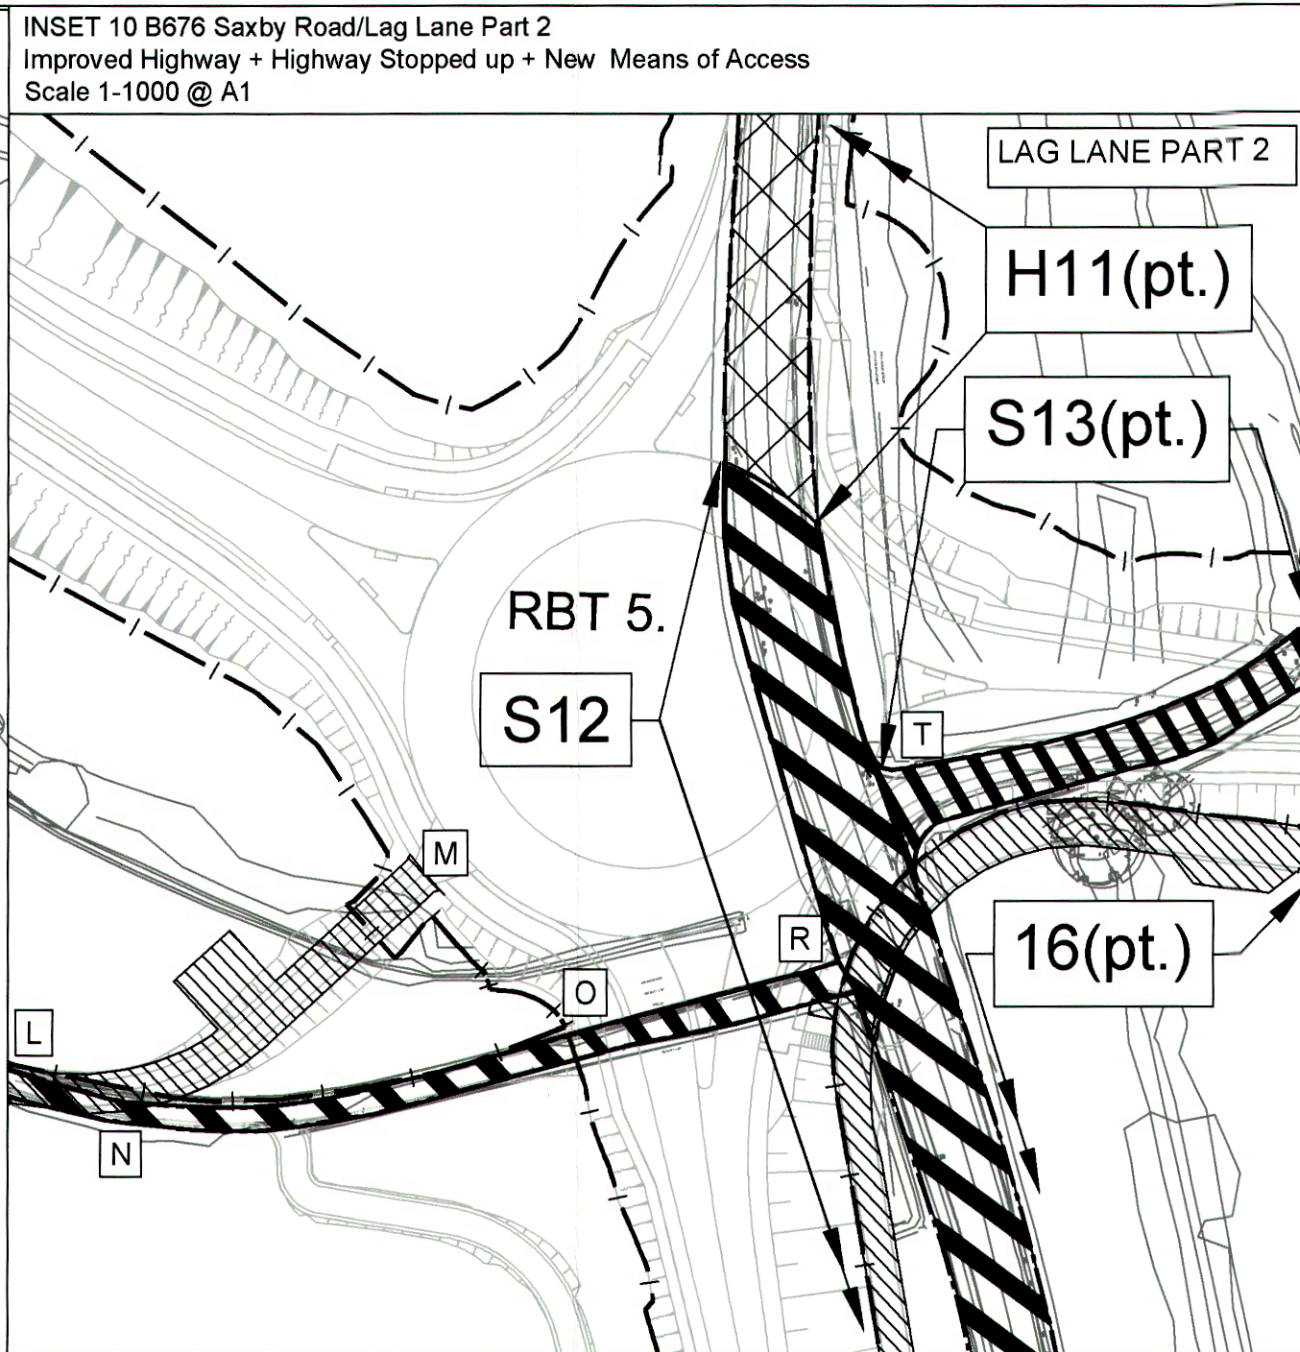 INSET 10 B676 Saxby Road/Lag Lane Part 2
Improved Highway + Highway Stopped up + New Means of Access
Scale 1-1000 @ A1
LAG LANE PART 2
H11(pt.)
S13(pt.)
RBT 5.
S12
T
M
R
16(pt.)
O
L
N